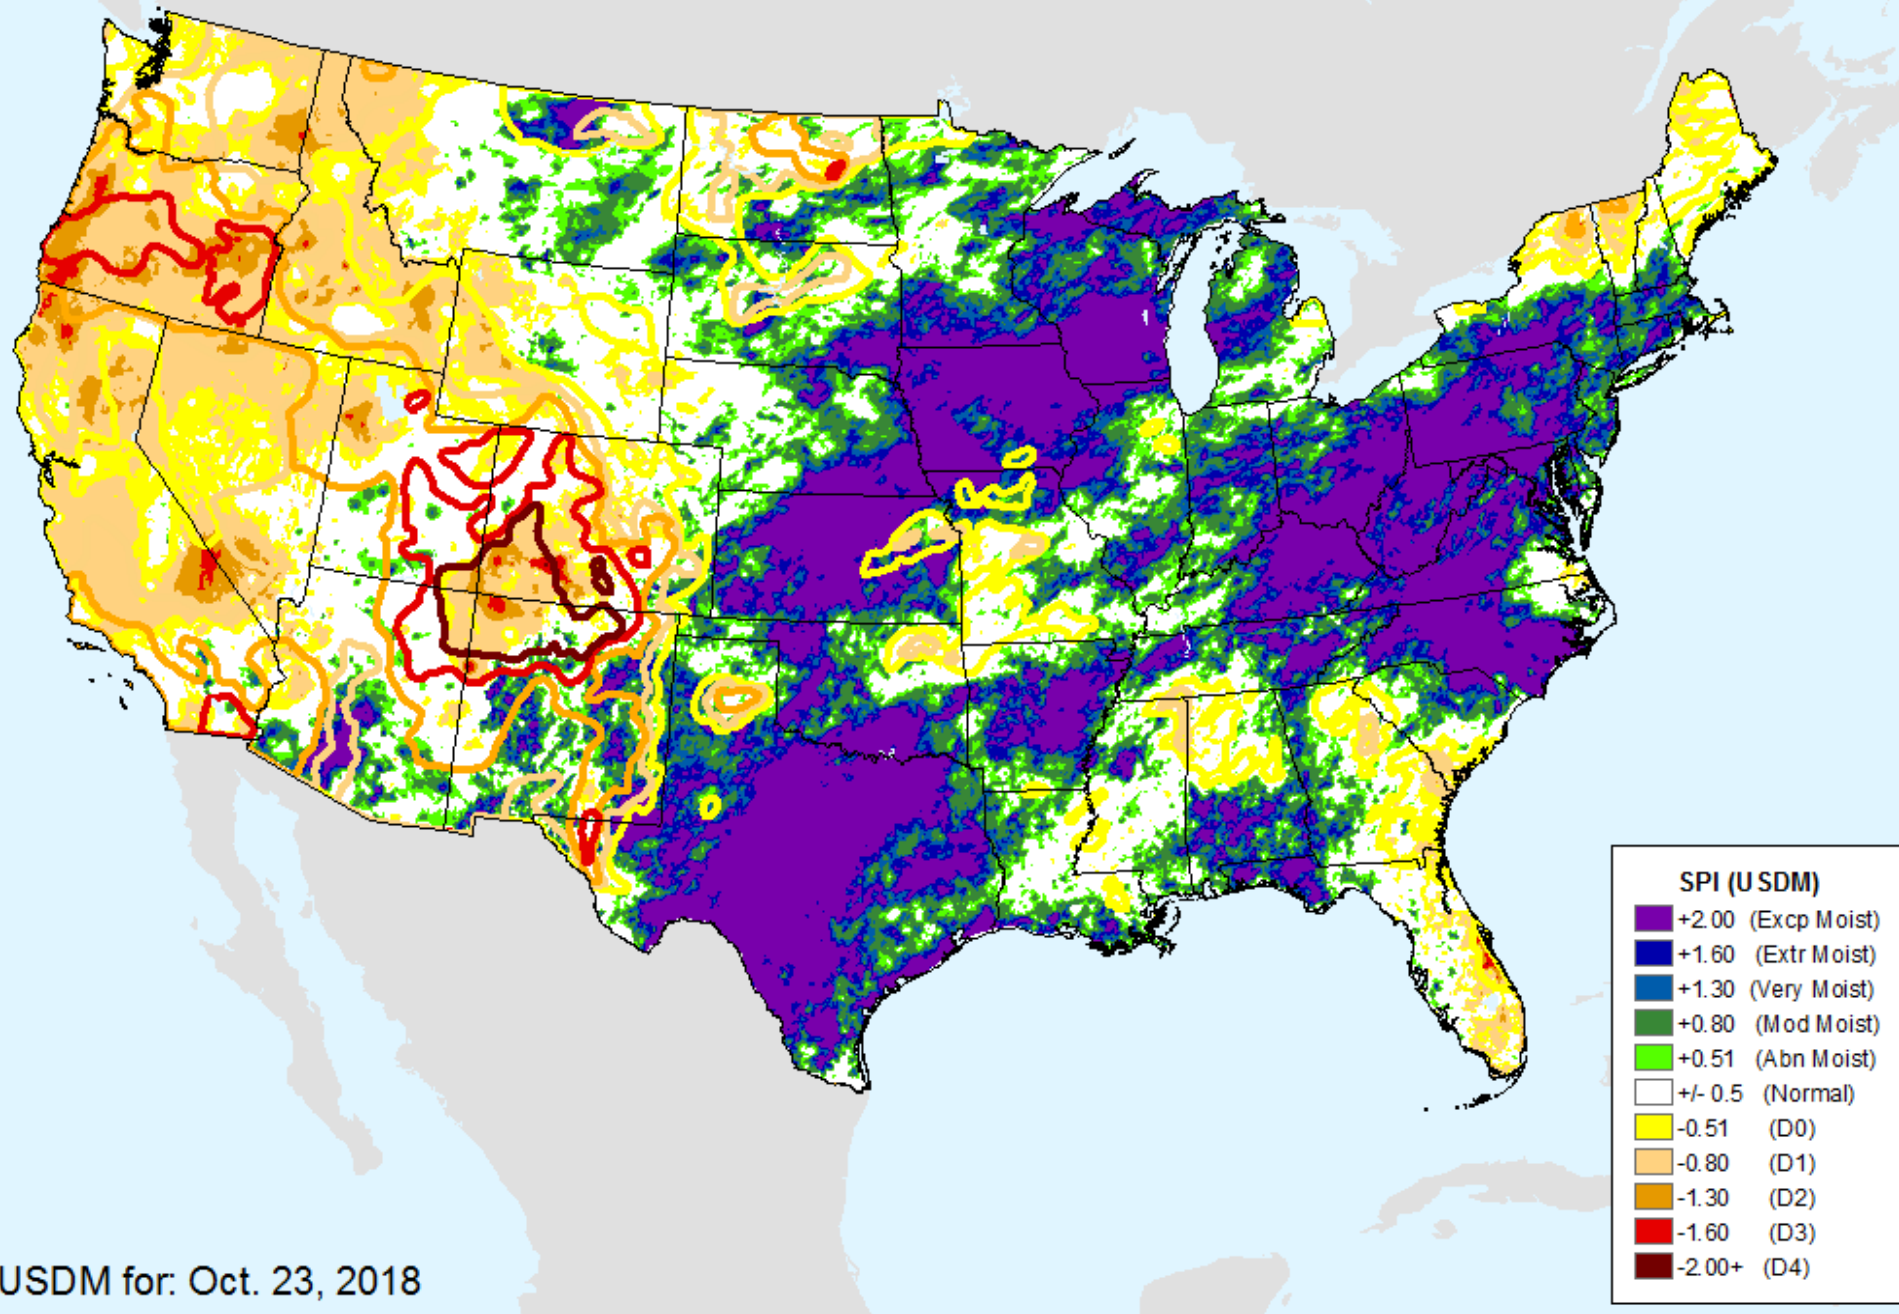 SPI (USDM)
+2.00 (Excp Moist)
+1.60 (Extr Moist)
+1.30 (Very Moist)
+0.80 (Mod Moist)
+0.51 (Abn Moist)
+/- 0.5 (Normal)
-0.51 (D0)
-0.80 (D1)
-1.30 (D2)
-1.60 (D3)
-2.00+ (D4)
USDM for: Oct. 23, 2018